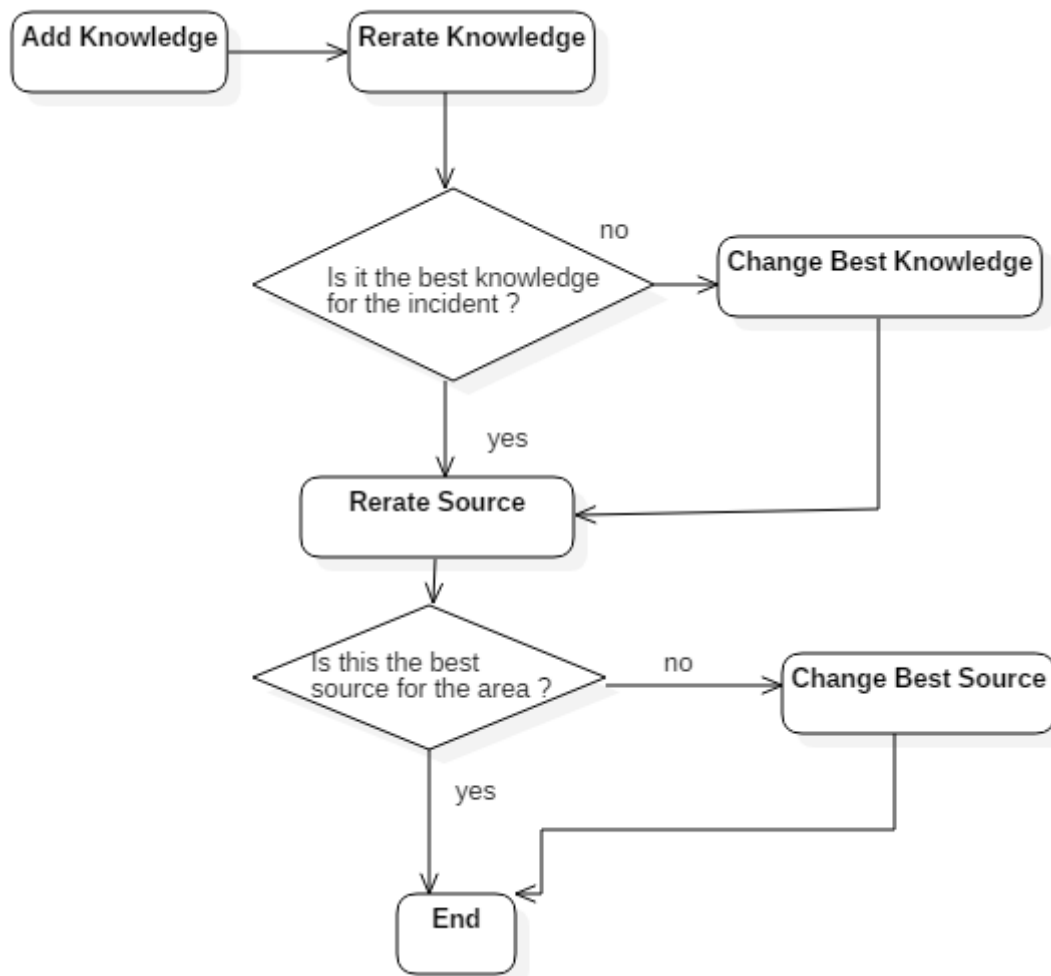 Add Knowledge
Rerate Knowledge
no
Is it the best knowledge
for the incident ?
Change Best Knowledge
yes
Rerate Source
Is this the best
source for the area ?
no
Change Best Source
yes
End